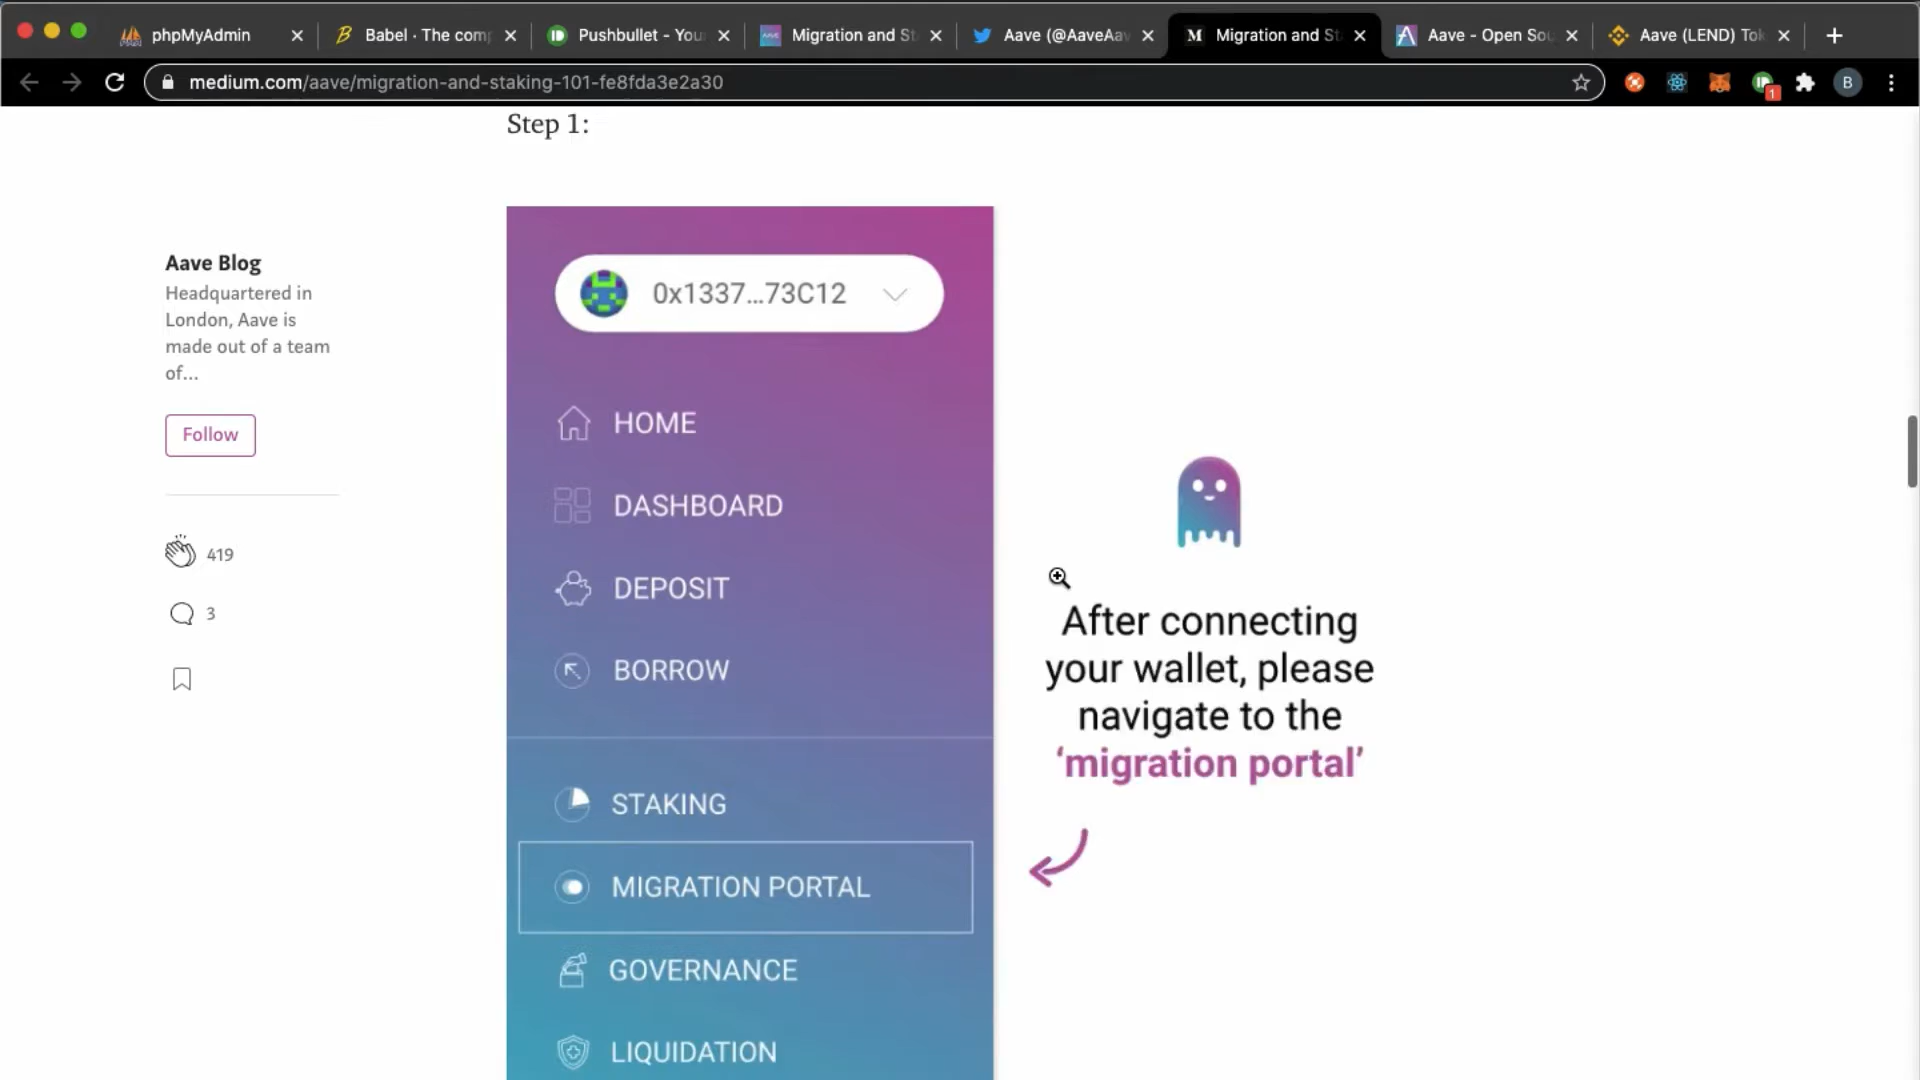 phpMyAdmin
Babel · The comp
Pushbullet - You
Migration and St
Aave (@AaveAav
Migration and St
Aave - Open Sou
Aave (LEND) Tok
medium.com/aave/migration-and-staking-101-fe8fda3e2a30
1
B
Step 1:
Aave Blog
Headquartered in
London, Aave is
made out of a team
of...
Follow
419
3
0x1337...73C12
HOME
DASHBOARD
DEPOSIT
BORROW
STAKING
MIGRATION PORTAL
GOVERNANCE
LIQUIDATION
After connecting
your wallet, please
navigate to the
‘migration portal’